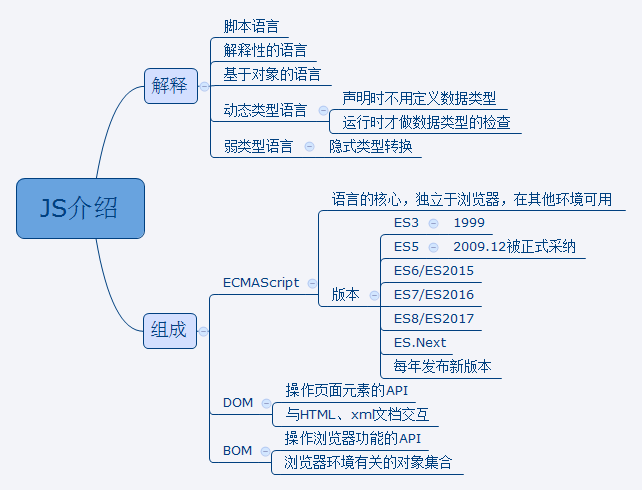 JS介绍
解释
脚本语言
解释性的语言
基于对象的语言
动态类型语言
声明时不用定义数据类型
运行时才做数据类型的检查
弱类型语言
隐式类型转换
组成
ECMAScript
语言的核心，独立于浏览器，在其他环境可用
版本
ES3
1999
ES5
2009.12被正式采纳
ES6/ES2015
ES7/ES2016
ES8/ES2017
ES.Next
每年发布新版本
DOM
操作页面元素的API
与HTML、xml文档交互
BOM
操作浏览器功能的API
浏览器环境有关的对象集合